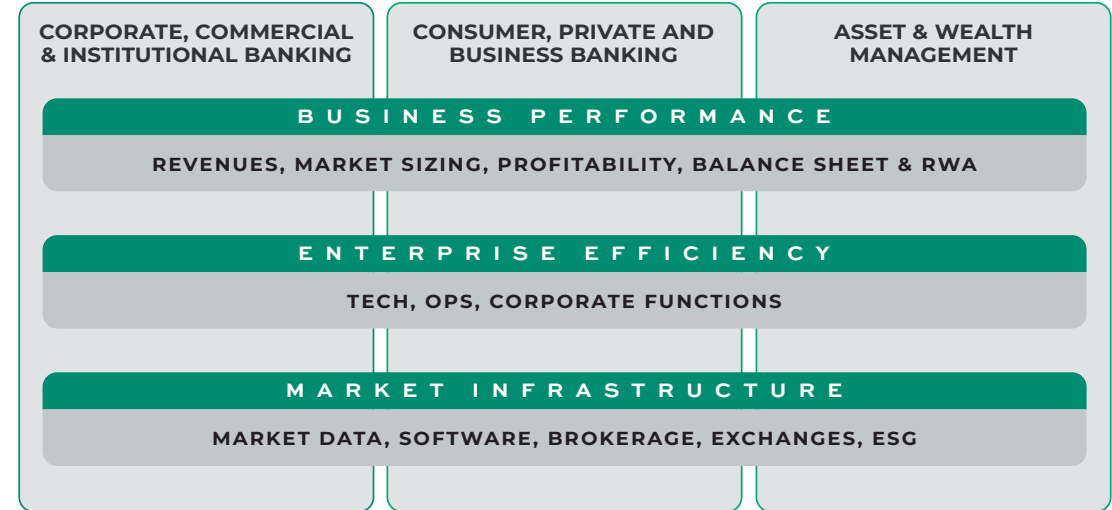 CORPORATE, COMMERCIAL
& INSTITUTIONAL BANKING
CONSUMER, PRIVATE AND
BUSINESS BANKING
ASSET & WEALTH
MANAGEMENT
BUSINESS PERFORMANCE
REVENUES, MARKET SIZING, PROFITABILITY, BALANCE SHEET & RWA
ENTERPRISE EFFICIENCY
TECH, OPS, CORPORATE FUNCTIONS
MARKET INFRASTRUCTURE
MARKET DATA, SOFTWARE, BROKERAGE, EXCHANGES, ESG